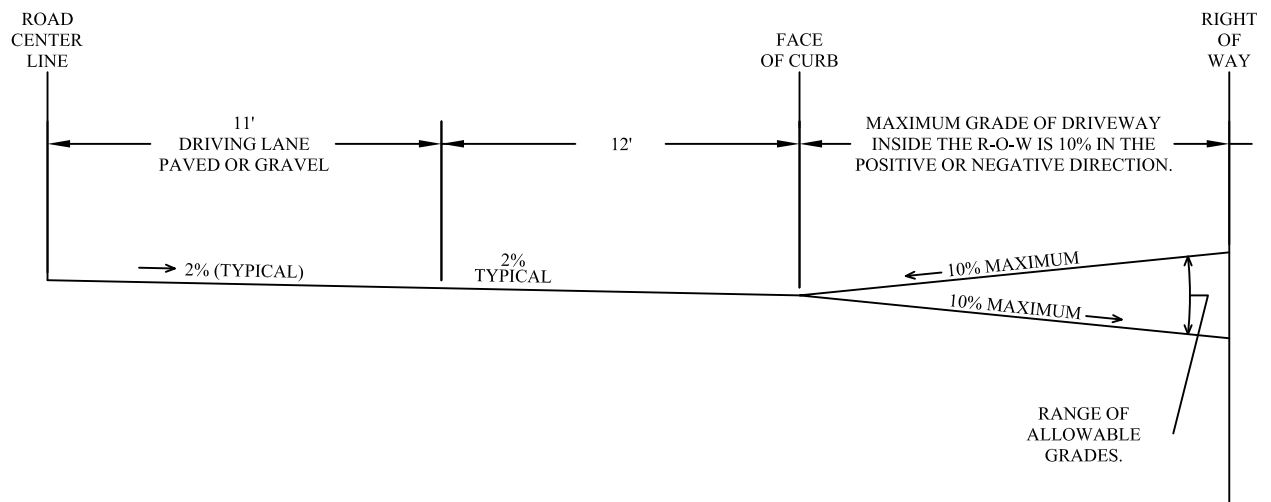 ROAD
CENTER
LINE
FACE
OF CURB
RIGHT
OF
WAY
11'
DRIVING LANE
PAVED OR GRAVEL
12'
MAXIMUM GRADE OF DRIVEWAY
INSIDE THE R-O-W IS 10% IN THE
POSITIVE OR NEGATIVE DIRECTION.
2% (TYPICAL)
2%
TYPICAL
10% MAXIMUM
10% MAXIMUM
RANGE OF
ALLOWABLE
GRADES.